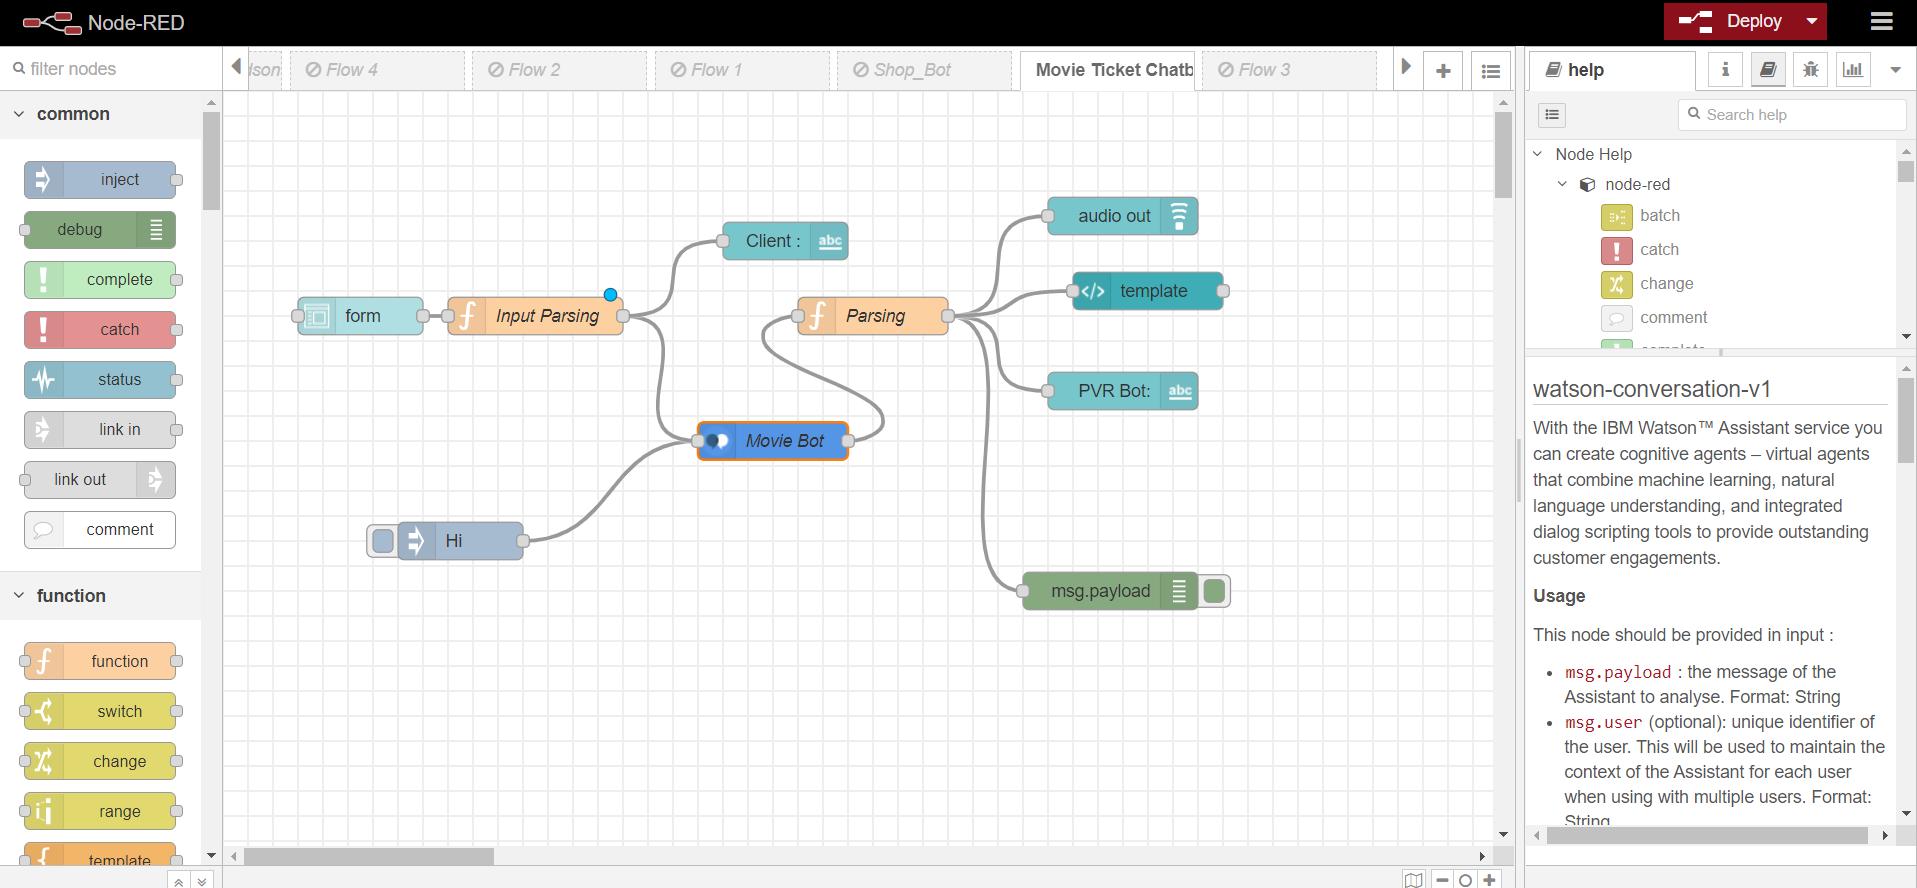 Node-RED
Deploy
filter nodes
Flow 4
Flow 2
Flow 1
Shop_Bot
Movie Ticket Chatb
Flow 3
help
i
common
inject
debug
complete
catch
status
link in
link out
comment
function
function
switch
change
range
template
form
Input Parsing
Client :
abc
Movie Bot
Hi
Parsing
audio out
template
PVR Bot:
abc
msg.payload
Search help
Node Help
node-red
batch
catch
change
comment
complete
watson-conversation-v1
With the IBM Watson™ Assistant service you
can create cognitive agents – virtual agents
that combine machine learning, natural
language understanding, and integrated
dialog scripting tools to provide outstanding
customer engagements.
Usage
This node should be provided in input :
• msg.payload : the message of the
Assistant to analyse. Format: String
• msg.user (optional): unique identifier of
the user. This will be used to maintain the
context of the Assistant for each user
when using with multiple users. Format:
String